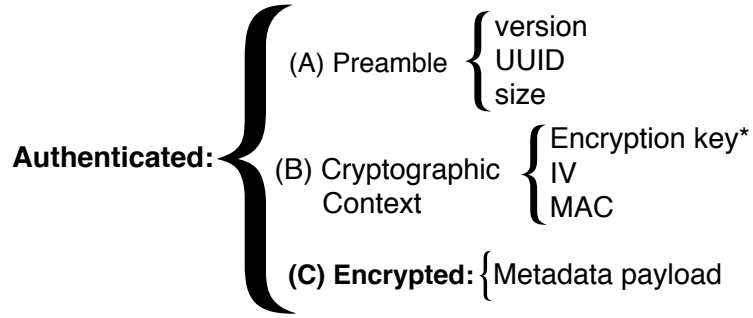 Authenticated:
(A) Preamble
version
UUID
size
(B) Cryptographic
Context
Encryption key*
IV
MAC
(C) Encrypted:
Metadata payload